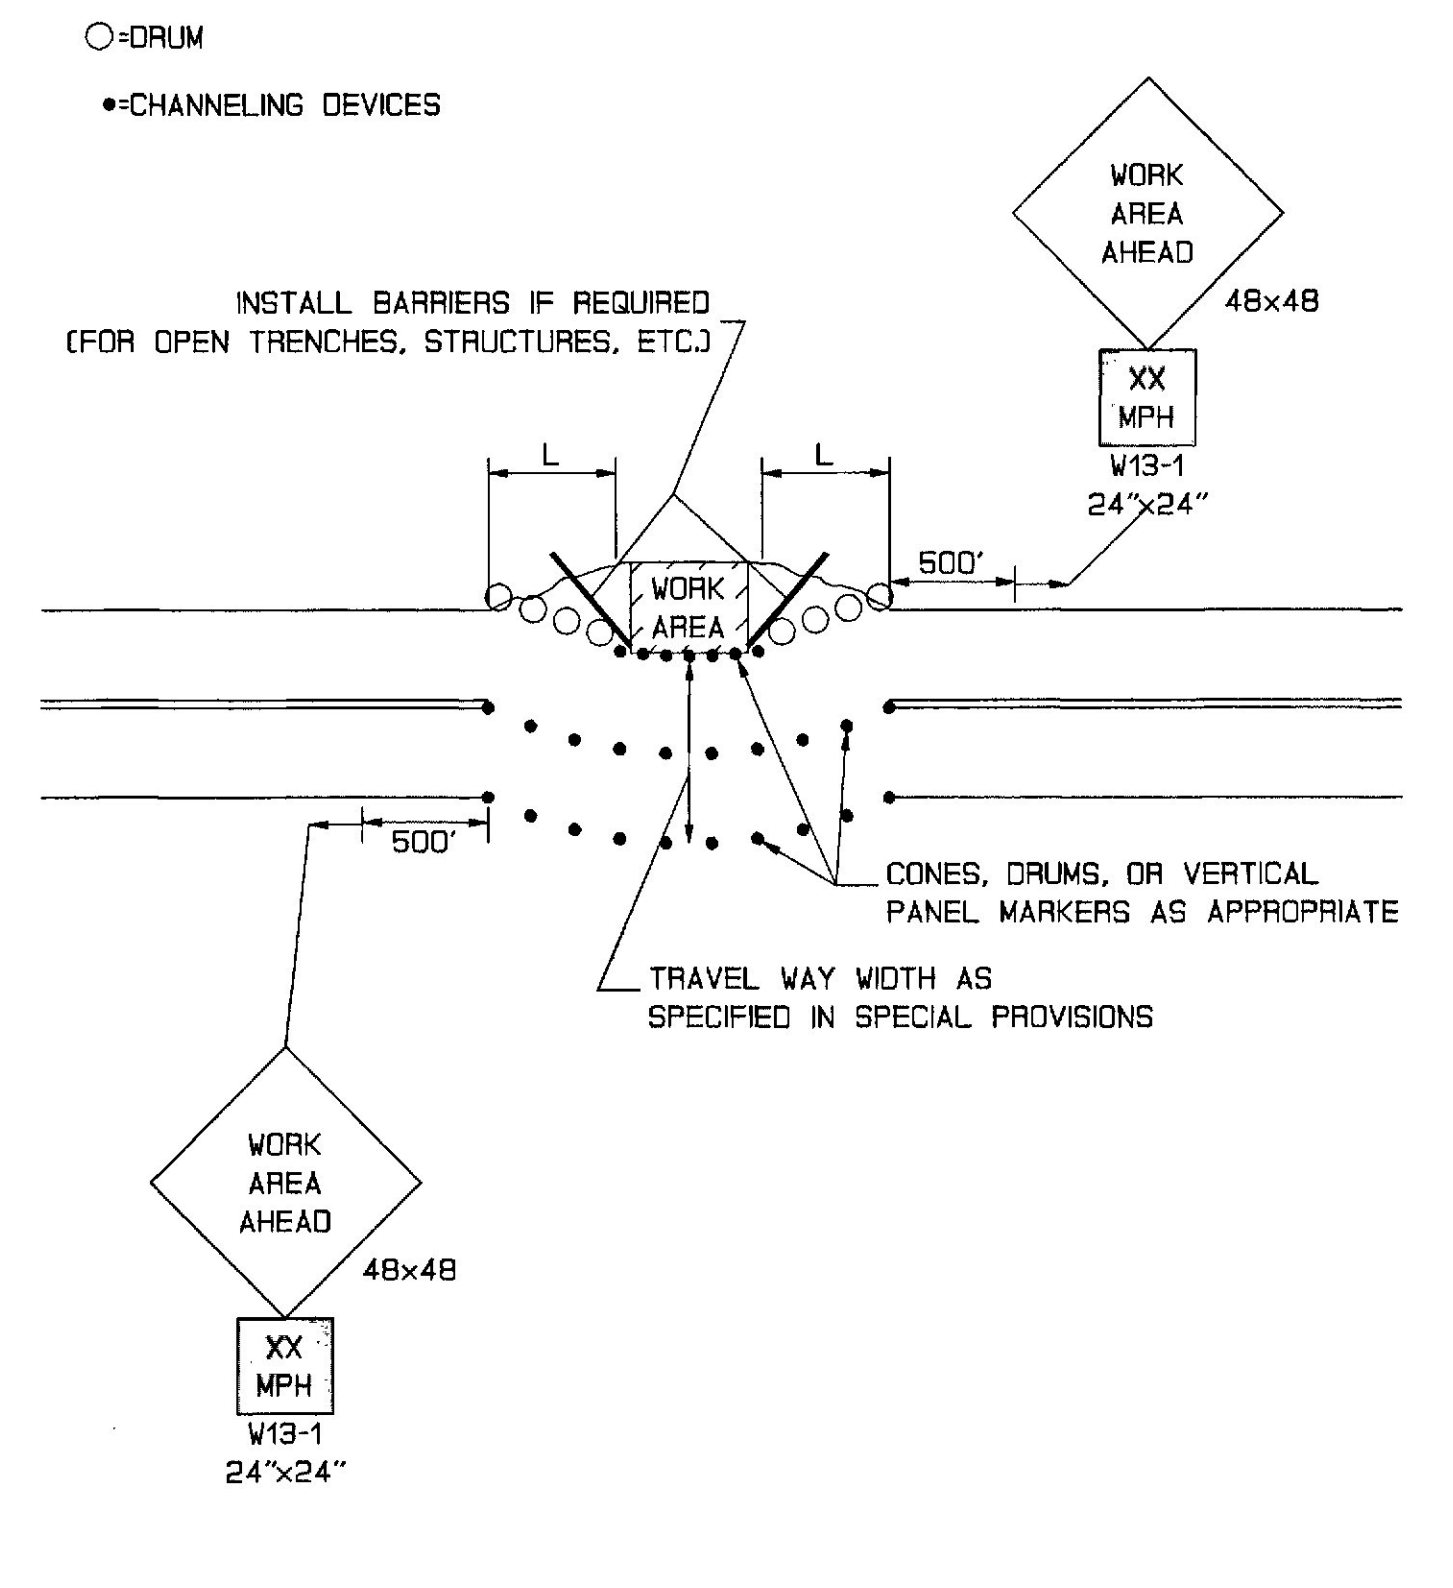 =DRUM
=CHANNELING DEVICES
WORK
AREA
AHEAD
48x48
XX
MPH
W13-1
24"x24"
INSTALL BARRIERS IF REQUIRED
(FOR OPEN TRENCHES, STRUCTURES, ETC.)
L
L
500'
WORK
AREA
500'
CONES, DRUMS, OR VERTICAL
PANEL MARKERS AS APPROPRIATE
TRAVEL WAY WIDTH AS
SPECIFIED IN SPECIAL PROVISIONS
WORK
AREA
AHEAD
48x48
XX
MPH
W13-1
24"x24"